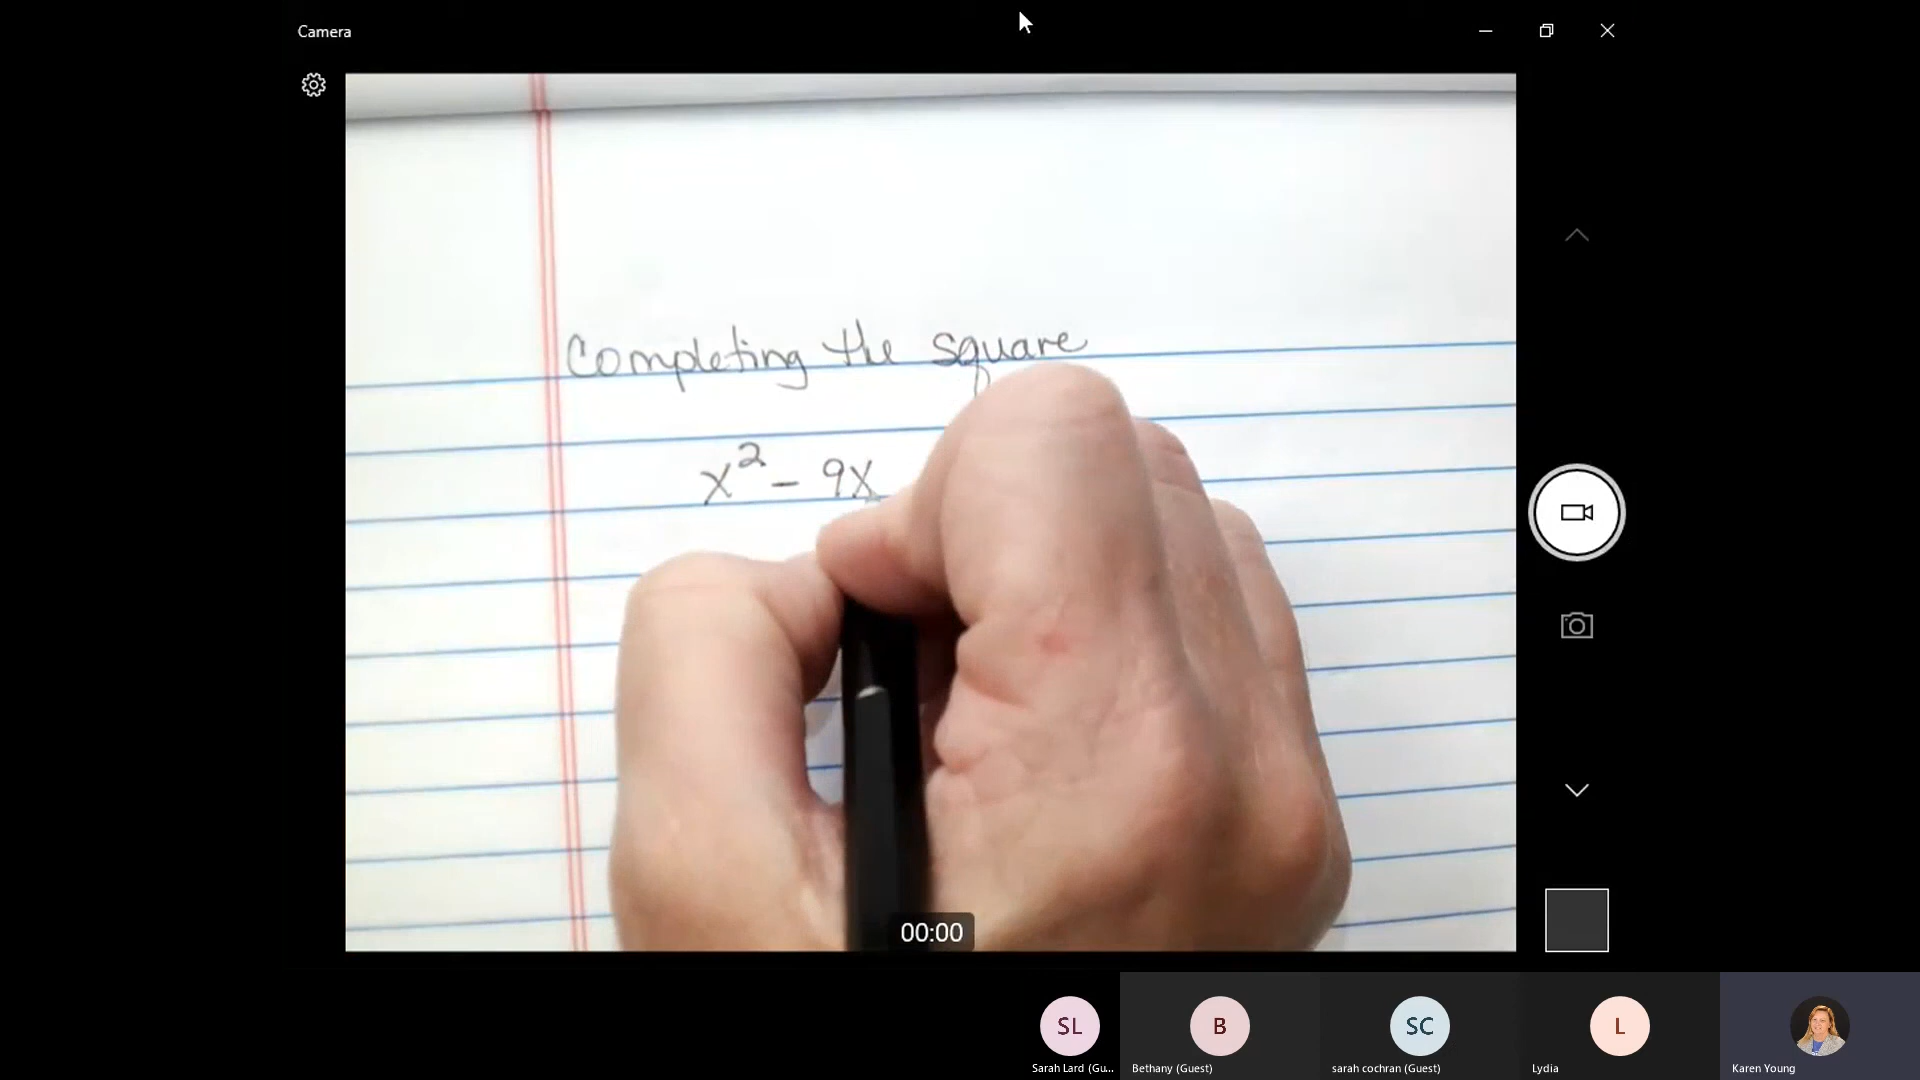 Camera
Completing the square
x² - 9x
00:00
SL
B
SC
L
Sarah Lard (Gu...
Bethany (Guest)
sarah cochran (Guest)
Lydia
Karen Young